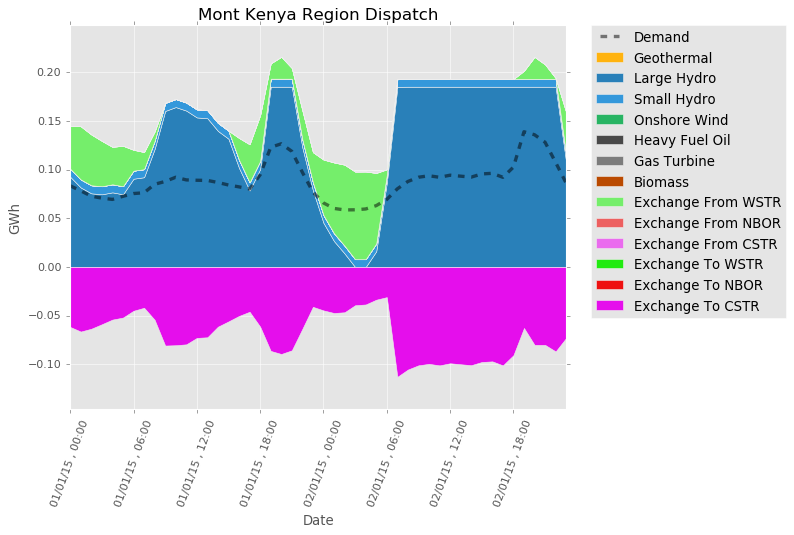 Mont Kenya Region Dispatch
GWh
0.20
0.15
0.10
0.05
0.00
−0.05
−0.10
01/01/15 , 00:00
01/01/15 , 06:00
01/01/15 , 12:00
01/01/15 , 18:00
02/01/15 , 00:00
02/01/15 , 06:00
02/01/15 , 12:00
02/01/15 , 18:00
Date
Demand
Geothermal
Large Hydro
Small Hydro
Onshore Wind
Heavy Fuel Oil
Gas Turbine
Biomass
Exchange From WSTR
Exchange From NBOR
Exchange From CSTR
Exchange To WSTR
Exchange To NBOR
Exchange To CSTR